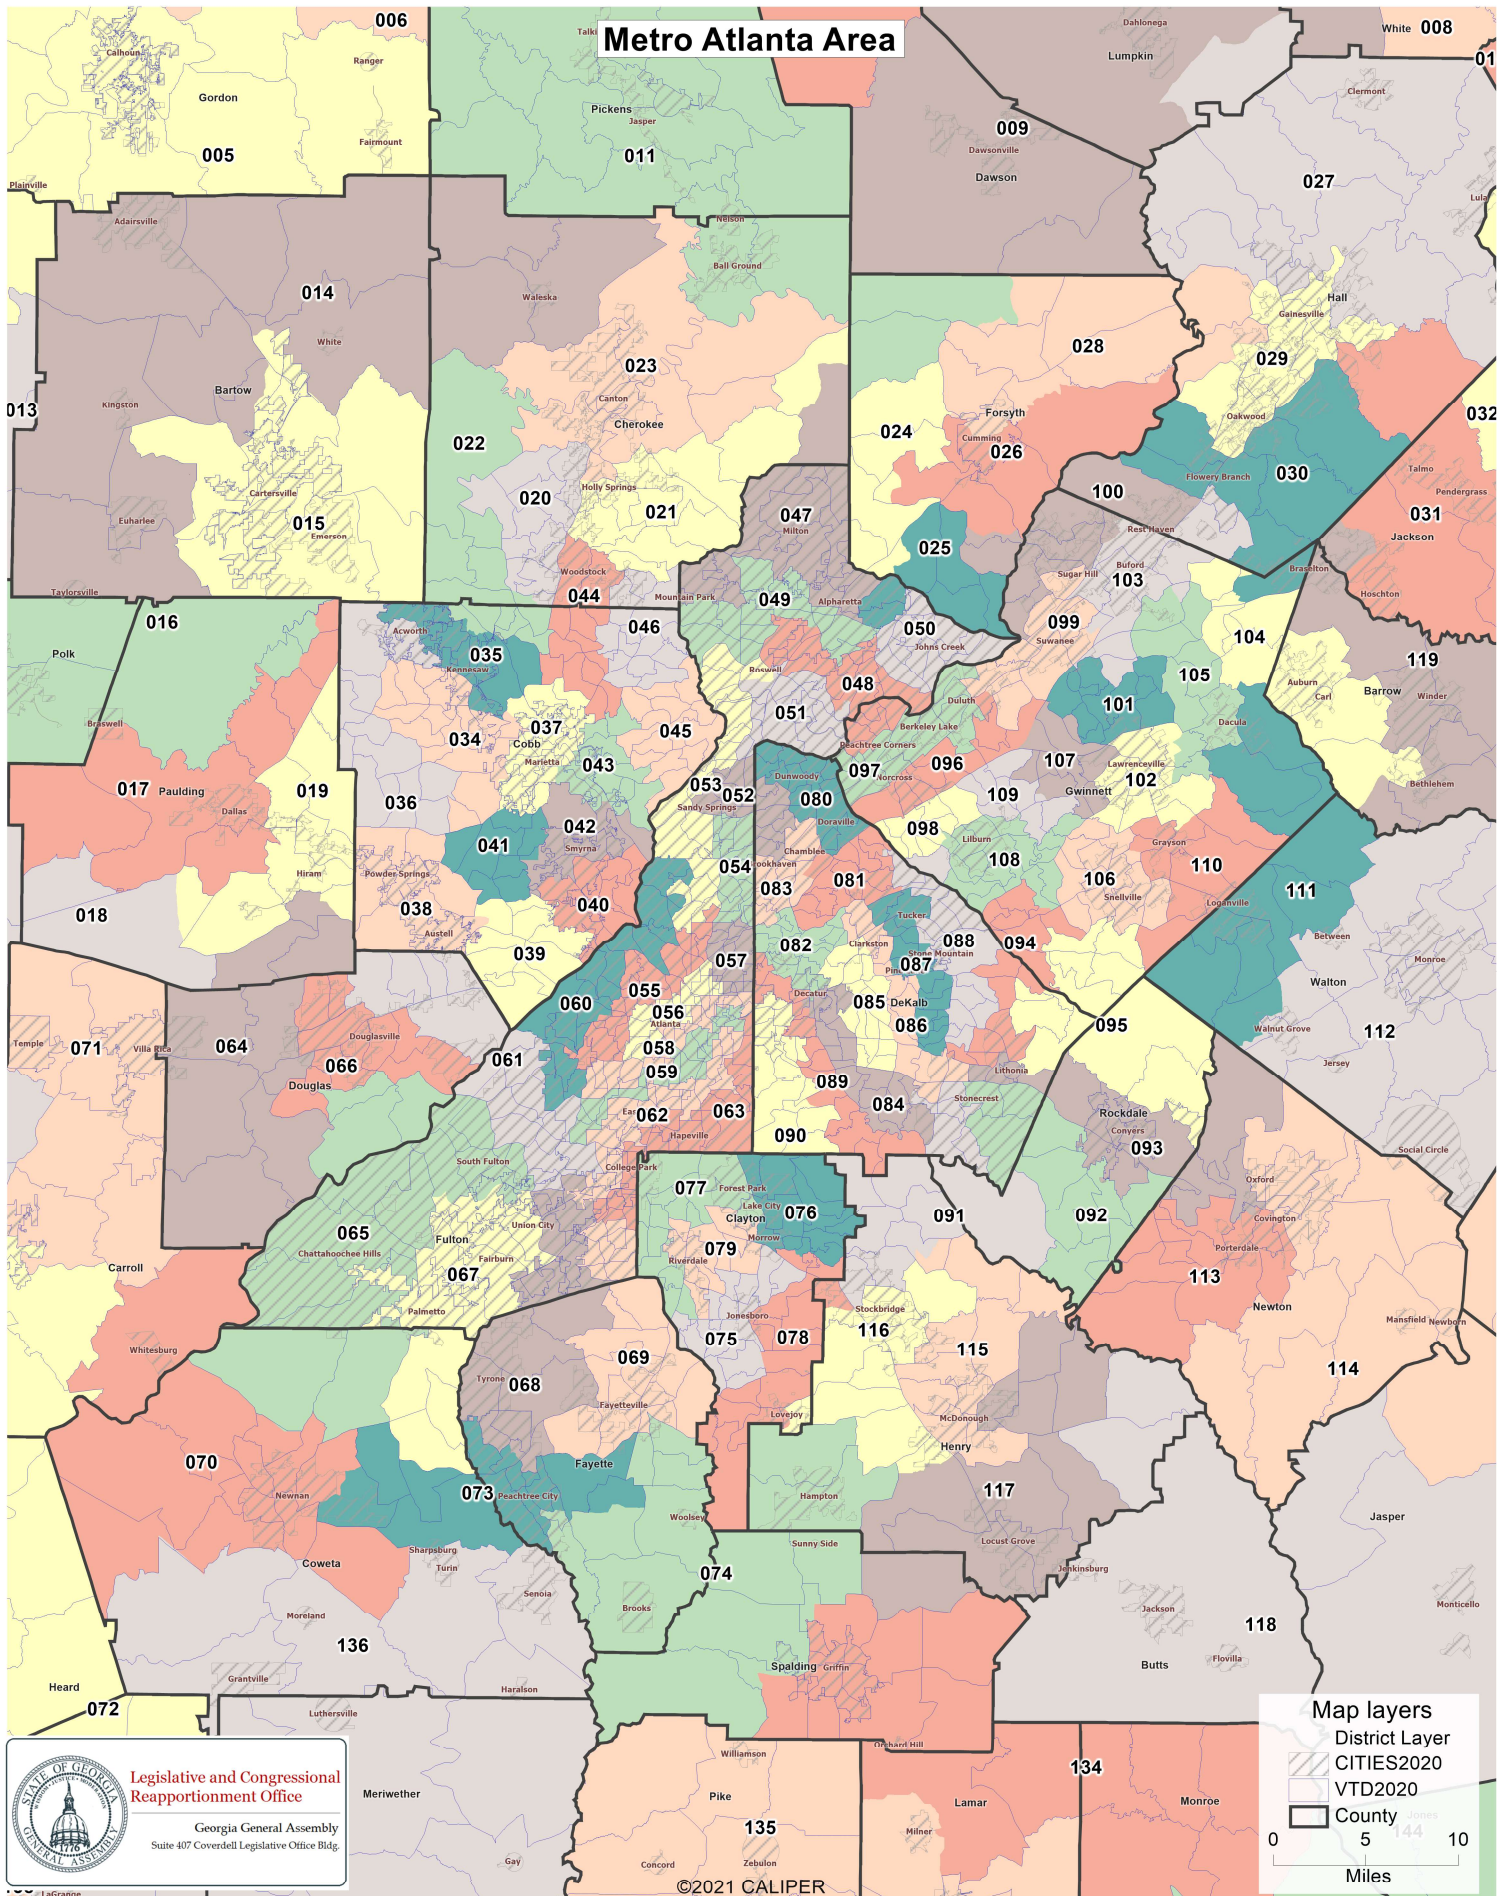 Metro Atlanta Area
006
Dahlonega
White 008
Calhoun
Ranger
Talki
Lumpkin
01
Gordon
Pickens
Jasper
Clermont
009
Fairmount
005
011
Dawsonville
Dawson
027
Plainville
Lula
Adairsville
Nelson
Ball Ground
014
Waleska
Hall
Gainesville
White
023
028
029
Bartow
Canton
Kingston
013
Cherokee
Forsyth
Oakwood
032
022
024
Cumming
026
Talmo
Flowery Branch
030
Cartersville
020
Holly Springs
100
Pendergrass
Euharlee
015
Emerson
021
047
Milton
Rest Haven
031
Jackson
025
Buford
Sugar Hill
103
Braselton
Taylorsville
Woodstock
044
Mountain Park
049
Alpharetta
Hoschton
016
Acworth
046
050
Johns Creek
099
Suwanee
104
Polk
035
Kennesaw
Roswell
048
105
119
Auburn
Carl
Barrow
Winder
Braswell
034
037
Cobb
Marietta
045
051
Duluth
Berkeley Lake
101
Dacula
043
Peachtree Corners
097
Norcross
096
107
Lawrenceville
102
017
Paulding
Dallas
019
036
053
052
Sandy Springs
Dunwoody
080
109
Gwinnett
Bethlehem
042
Smyrna
Doraville
098
Lilburn
108
Grayson
041
Chamblee
ookhaven
Hiram
Powder Springs
054
083
081
106
Snellville
110
111
018
038
040
Loganville
Austell
039
082
Clarkston
Tucker
088
Stone Mountain
094
Between
Monroe
057
087
Pin
055
060
Decatur
085
DeKalb
086
Walton
056
Atlanta
095
Walnut Grove
112
Temple
071
Villa Rica
064
Douglasville
066
Douglas
061
058
059
089
Lithonia
Jersey
Eas
062
063
084
Stonecrest
Rockdale
Conyers
093
Hapeville
090
Social Circle
South Fulton
College Park
Oxford
077
Forest Park
Lake City
Clayton
076
Morrow
091
092
Covington
065
Chattahoochee Hills
Fulton
Union City
Fairburn
067
Palmetto
079
Riverdale
Porterdale
Carroll
113
Newton
Stockbridge
116
Mansfield
Newborn
Whitesburg
Jonesboro
075
078
115
Tyrone
068
069
Fayetteville
114
Lovejoy
McDonough
Henry
070
Newnan
Fayette
073
Peachtree City
Hampton
117
Woolsey
Jasper
Sharpsburg
Turin
Coweta
Sunny Side
Locust Grove
074
Jenkinsburg
Senoia
Moreland
Brooks
Jackson
Monticello
136
118
Grantville
Spalding
Griffin
Butts
Flovilla
Heard
072
Haralson
Luthersville
Map layers
District Layer
CITIES2020
VTD2020
County
Jones
144
0 5 10
Miles
Orchard Hill
Williamson
134
STATE OF GEORGIA
GENERAL ASSEMBLY
WISDOM JUSTICE MODERATION
1776
Legislative and Congressional
Reapportionment Office
Georgia General Assembly
Suite 407 Coverdell Legislative Office Bldg.
Meriwether
Pike
135
Lamar
Monroe
Milner
Gay
Concord
Zebulon
LaGrange
©2021 CALIPER